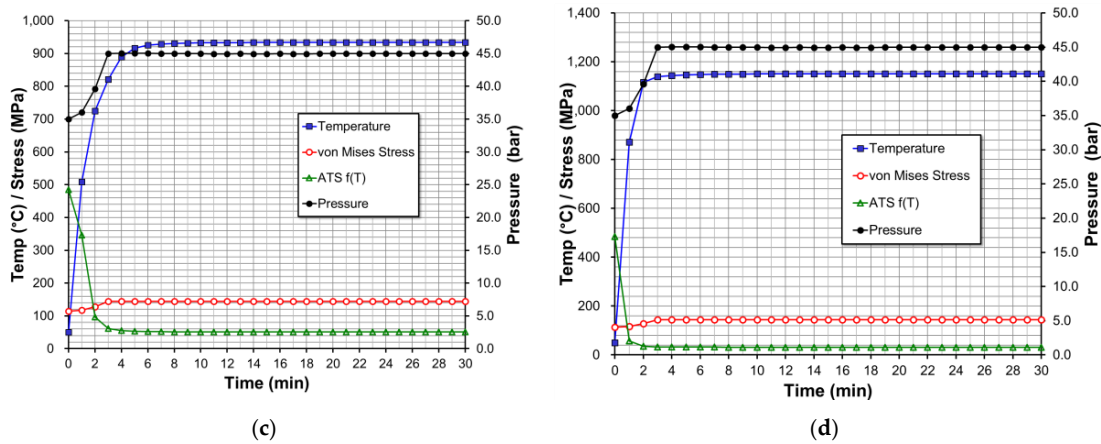 Temp (°C) / Stress (MPa)
1,000
900
800
700
600
500
400
300
200
100
0
50.0
45.0
40.0
35.0
30.0
25.0
20.0
15.0
10.0
5.0
0.0
Pressure (bar)
Temperature
von Mises Stress
ATS f(T)
Pressure
0 2 4 6 8 10 12 14 16 18 20 22 24 26 28 30
Time (min)
(c)
Temp (°C) / Stress (MPa)
1,400
1,200
1,000
800
600
400
200
0
50.0
45.0
40.0
35.0
30.0
25.0
20.0
15.0
10.0
5.0
0.0
Pressure (bar)
Temperature
von Mises Stress
ATS f(T)
Pressure
0 2 4 6 8 10 12 14 16 18 20 22 24 26 28 30
Time (min)
(d)